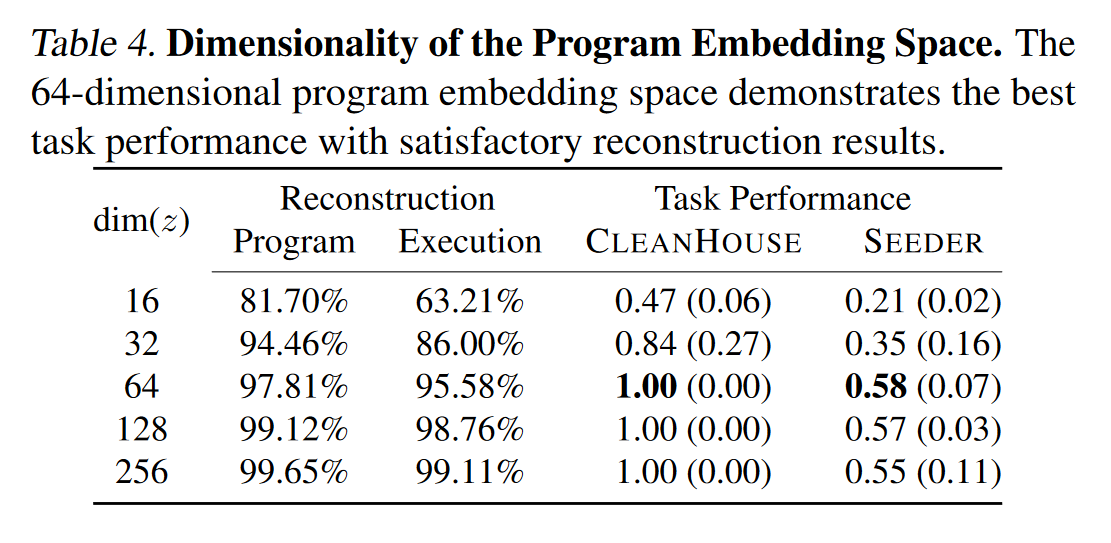 Table 4. Dimensionality of the Program Embedding Space. The
64-dimensional program embedding space demonstrates the best
task performance with satisfactory reconstruction results.
dim(z) Reconstruction Task Performance
Program Execution CLEANHOUSE SEEDER
16 81.70% 63.21% 0.47 (0.06) 0.21 (0.02)
32 94.46% 86.00% 0.84 (0.27) 0.35 (0.16)
64 97.81% 95.58% 1.00 (0.00) 0.58 (0.07)
128 99.12% 98.76% 1.00 (0.00) 0.57 (0.03)
256 99.65% 99.11% 1.00 (0.00) 0.55 (0.11)